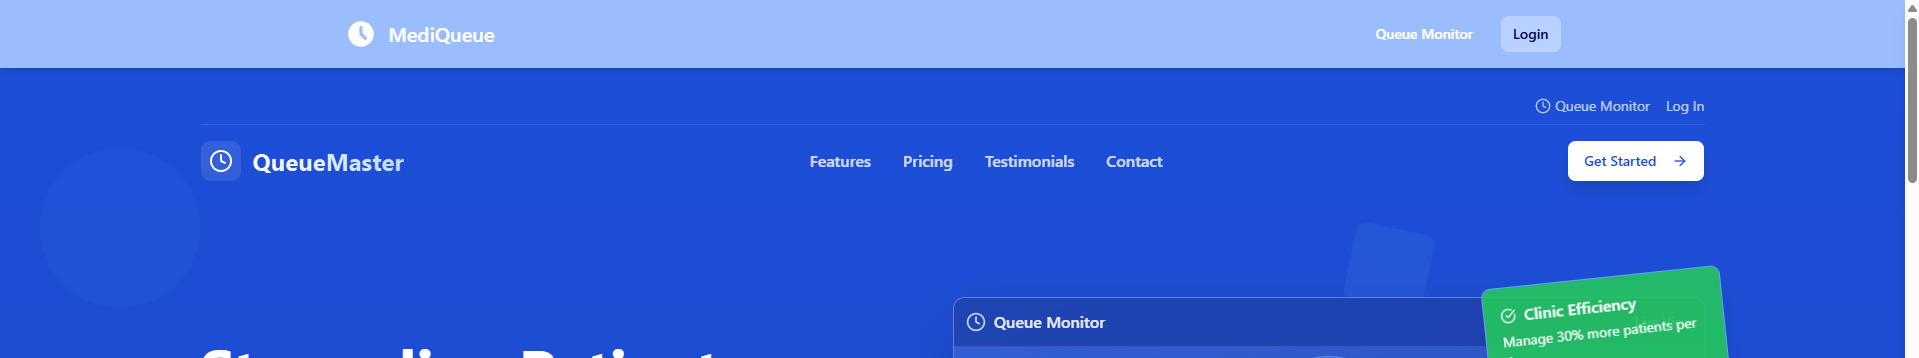 MediQueue
Queue Monitor
Login
Queue Monitor
Log In
QueueMaster
Features
Pricing
Testimonials
Contact
Get Started
Queue Monitor
Clinic Efficiency
Manage 30% more patients per